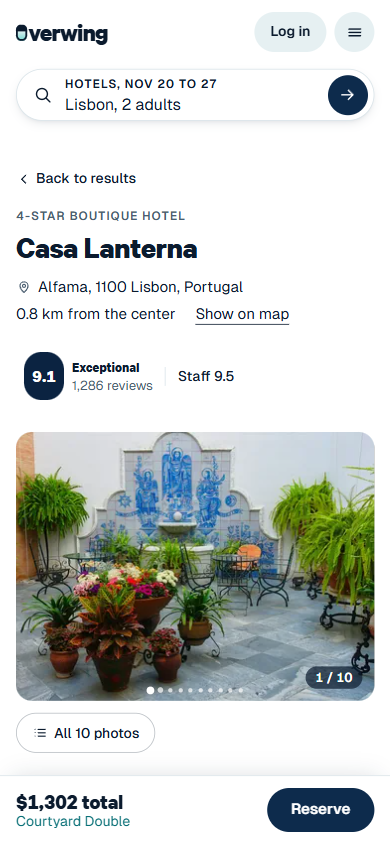 Overwing
Log in
HOTELS, NOV 20 TO 27
Lisbon, 2 adults
Back to results
4-STAR BOUTIQUE HOTEL
Casa Lanterna
Alfama, 1100 Lisbon, Portugal
0.8 km from the center Show on map
9.1 Exceptional
1,286 reviews
Staff 9.5
1 / 10
All 10 photos
$1,302 total
Courtyard Double
Reserve